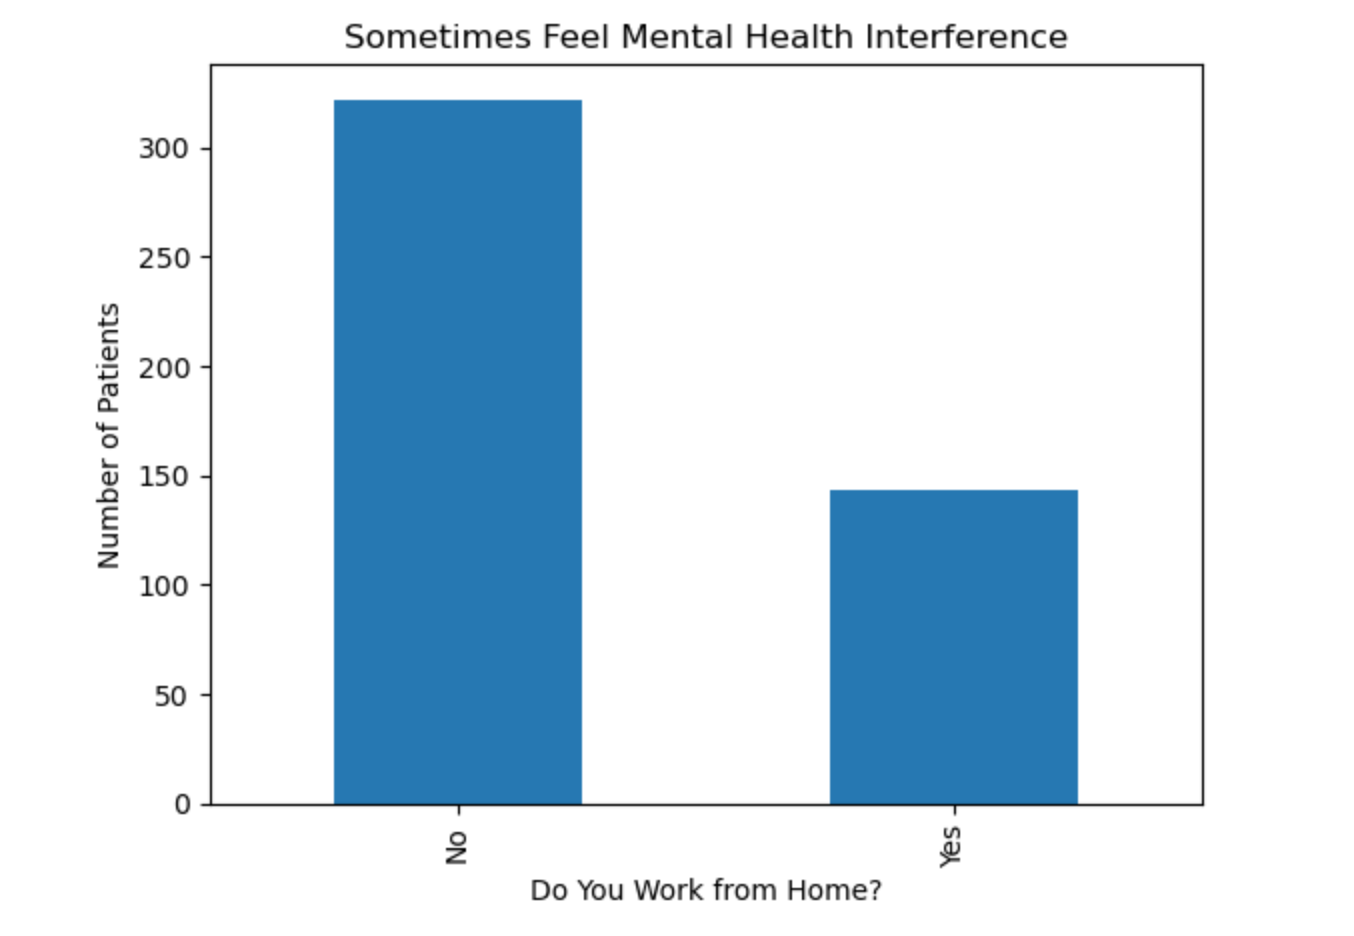 Sometimes Feel Mental Health Interference
Number of Patients
300
250
200
150
100
50
0
No
Yes
Do You Work from Home?